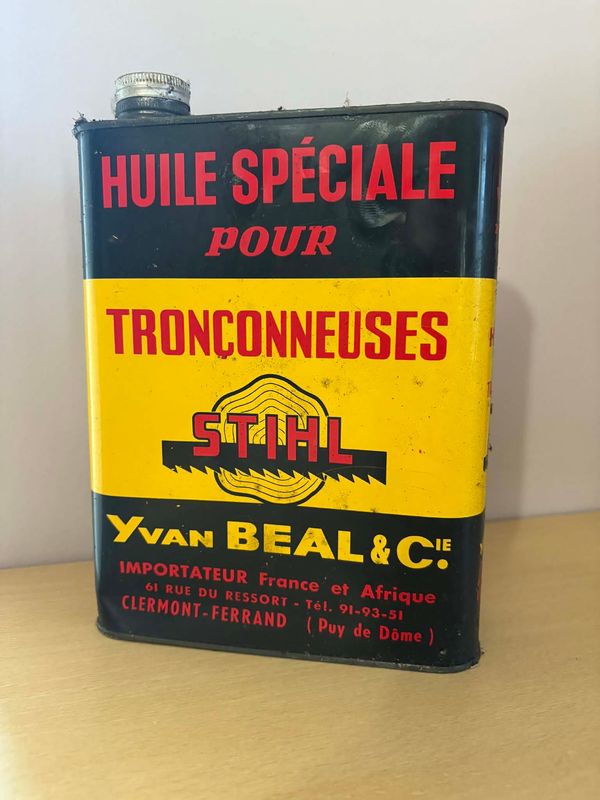 HUILE SPÉCIALE
POUR
TRONÇONNEUSES
STIHL
YVAN BEAL & CIE.
IMPORTATEUR France et Afrique
61 RUE DU RESSORT - Tél. 91-93-51
CLERMONT-FERRAND ( Puy de Dôme )